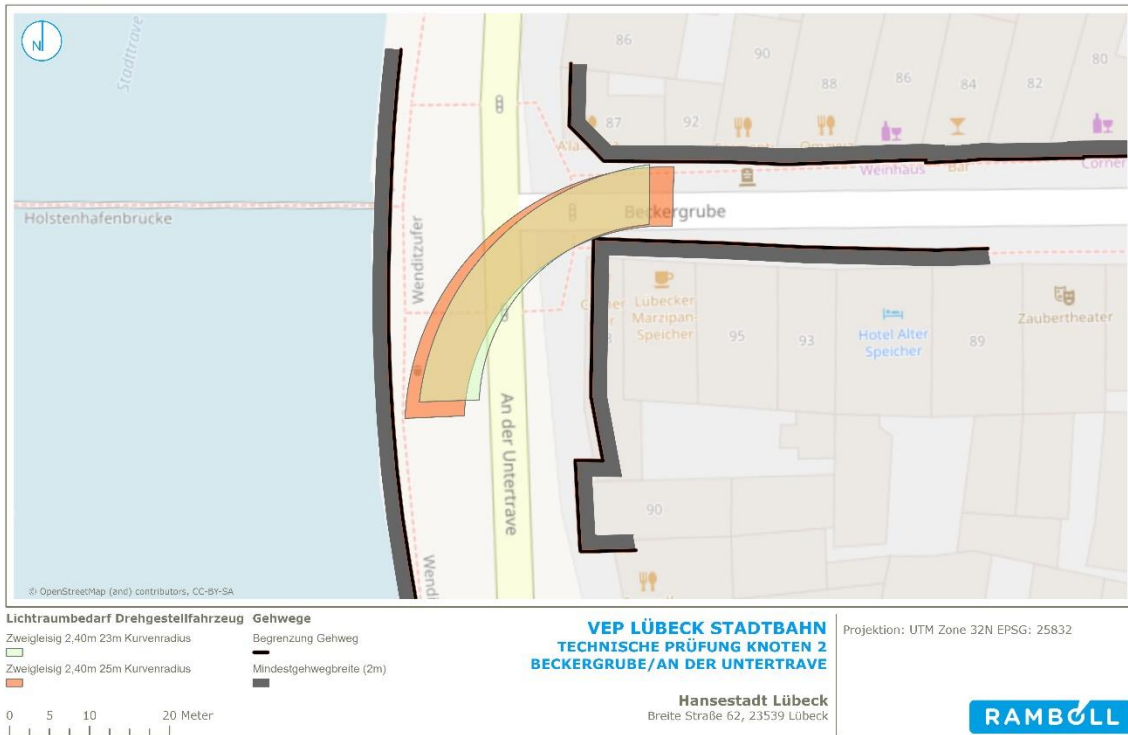 N
Stadttrave
86
90
88
86
84
82
80
87
92
Weinhaus
Bar
Corner
Holstenhafenbrücke
Beckergrube
Wenditzufer
Lübecker
Marzipan
Speicher
95
93
Hotel Alter
Speicher
89
Zaubertheater
An der Untertrave
90
© OpenStreetMap (and) contributors, CC-BY-SA
Lichtraumbedarf Drehgestellfahrzeug
Zweigleisig 2,40m 23m Kurvenradius
Zweigleisig 2,40m 25m Kurvenradius
Gehwege
Begrenzung Gehweg
Mindestgehwegbreite (2m)
0 5 10 20 Meter
VEP LÜBECK STADTBAHN
TECHNISCHE PRÜFUNG KNOTEN 2
BECKERGRUBE/AN DER UNTERTRAVE
Hansestadt Lübeck
Breite Straße 62, 23539 Lübeck
Projektion: UTM Zone 32N EPSG: 25832
RAMBOLL